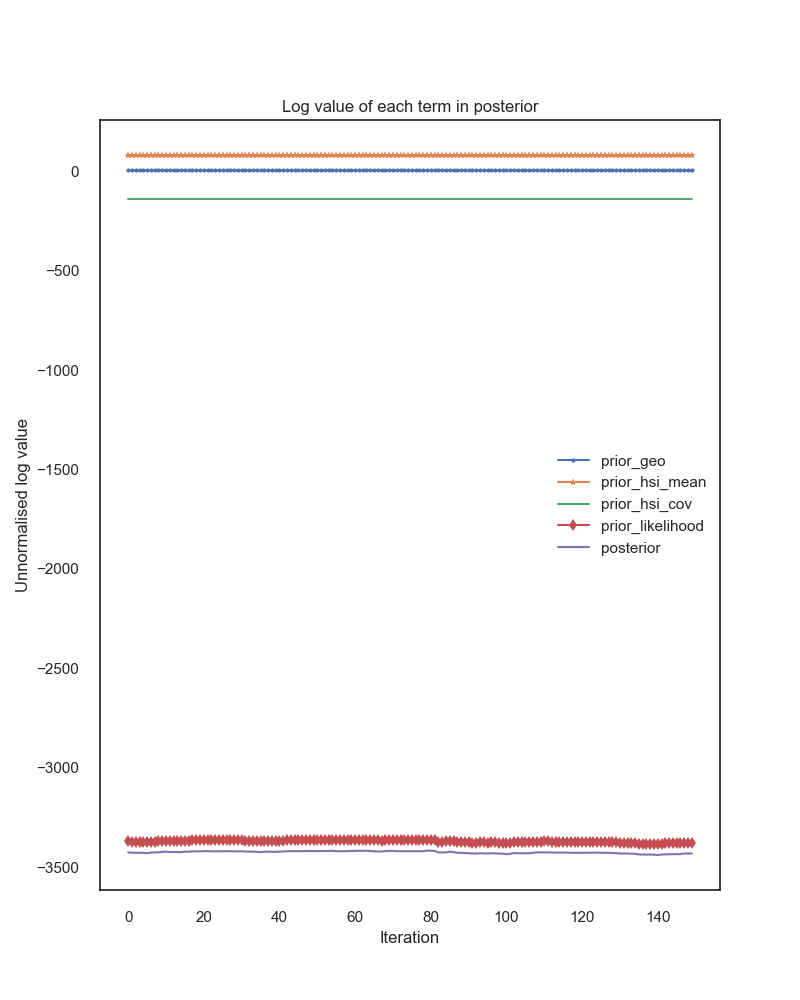 Log value of each term in posterior
Unnormalised log value
0
−500
−1000
−1500
−2000
−2500
−3000
−3500
prior_geo
prior_hsi_mean
prior_hsi_cov
prior_likelihood
posterior
0 20 40 60 80 100 120 140
Iteration